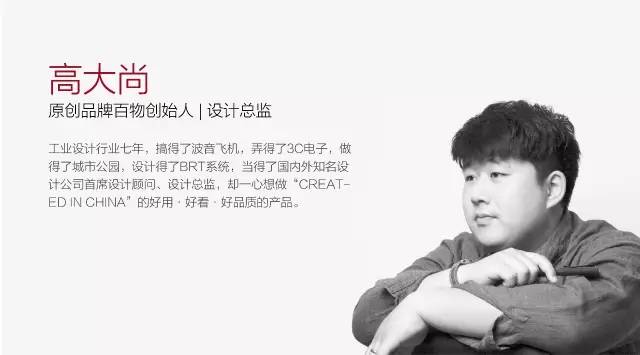 高大尚
原创品牌百物创始人 | 设计总监
工业设计行业七年，搞得了波音飞机，弄得了3C电子，做
得了城市公园，设计得了BRT系统，当得了国内外知名设
计公司首席设计顾问、设计总监，却一心想做“CREAT-
ED IN CHINA”的好用·好看·好品质的产品。